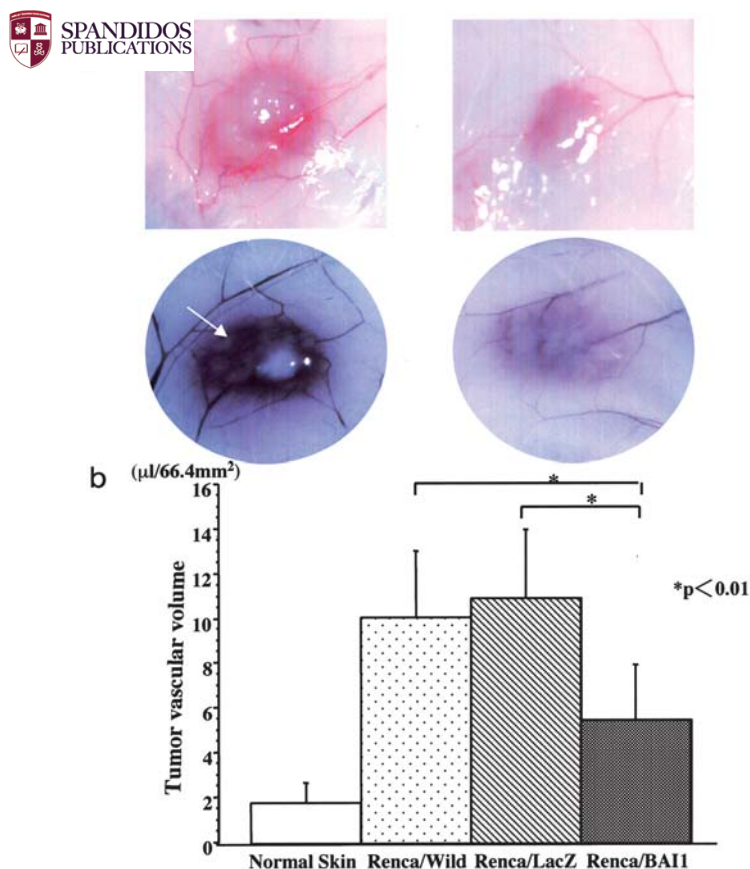 SPANDIDOS
PUBLICATIONS
b
(μl/66.4mm²)
Tumor vascular volume
16
14
12
10
8
6
4
2
0
*
*
*p<0.01
Normal Skin Renca/Wild Renca/LacZ Renca/BAI1